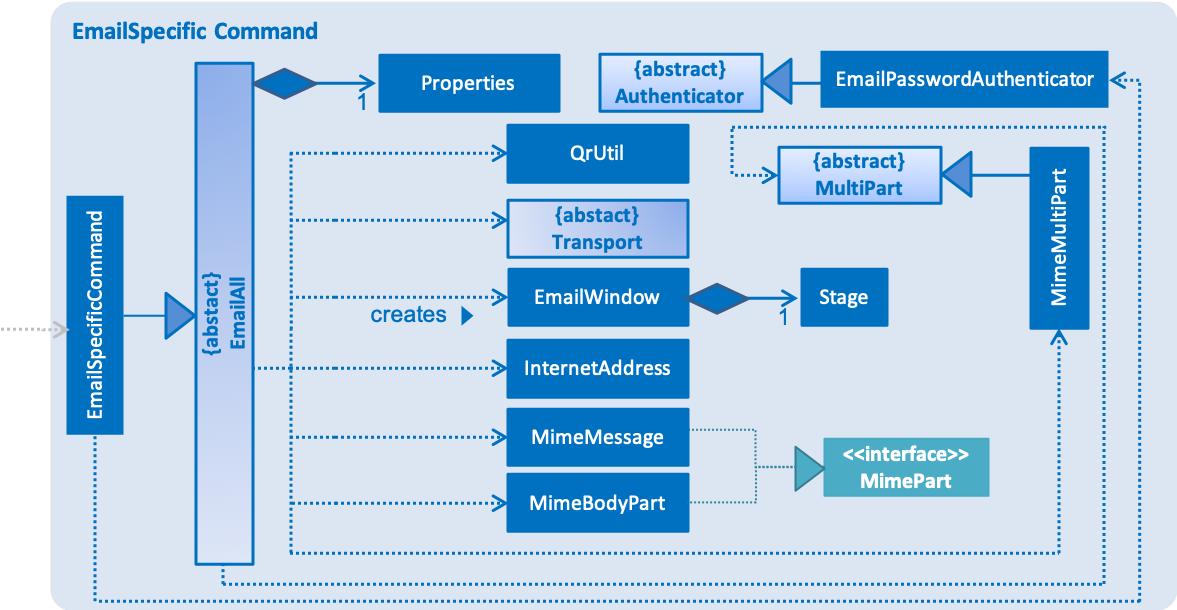 EmailSpecific Command
Properties
1
{abstract}
Authenticator
EmailPasswordAuthenticator
QrUtil
{abstract}
MultiPart
MimeMultiPart
{abstact}
Transport
EmailSpecificCommand
{abstact}
EmailAll
EmailWindow
creates
1
Stage
InternetAddress
MimeMessage
<<interface>>
MimePart
MimeBodyPart